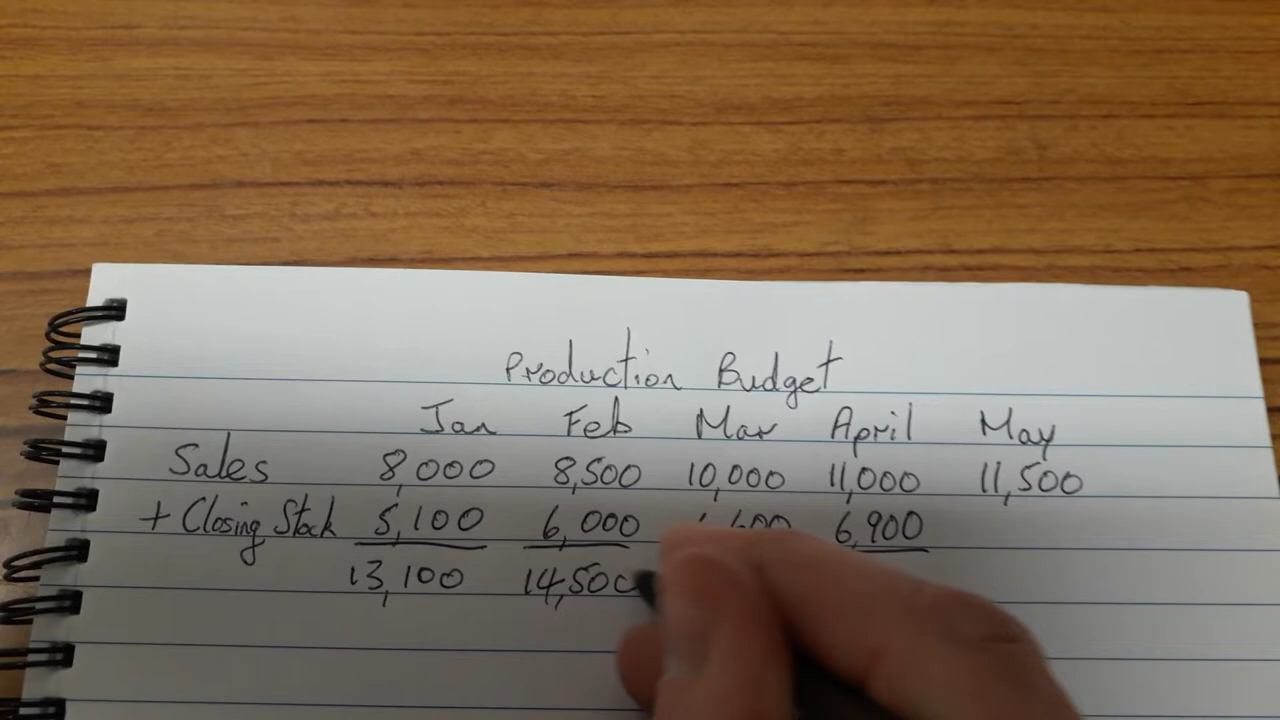 Production Budget
Jan Feb Mar April May
Sales 8,000 8,500 10,000 11,000 11,500
+ Closing Stock 5,100 6,000 6,900
13,100 14,500